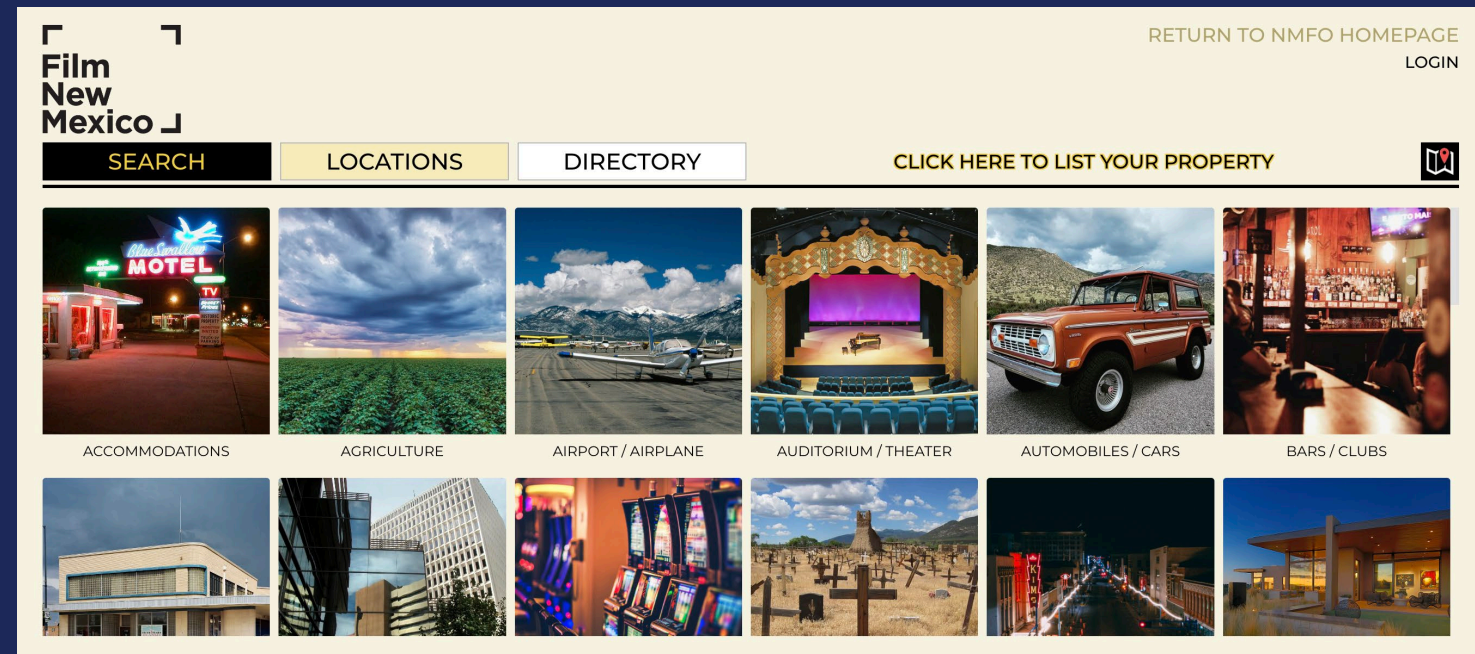 Film
New
Mexico
RETURN TO NMFO HOMEPAGE
LOGIN
SEARCH
LOCATIONS
DIRECTORY
CLICK HERE TO LIST YOUR PROPERTY
Blue Swallow
MOTEL
TV
ACCOMMODATIONS
AGRICULTURE
AIRPORT / AIRPLANE
AUDITORIUM / THEATER
AUTOMOBILES / CARS
BARS / CLUBS
KIMO